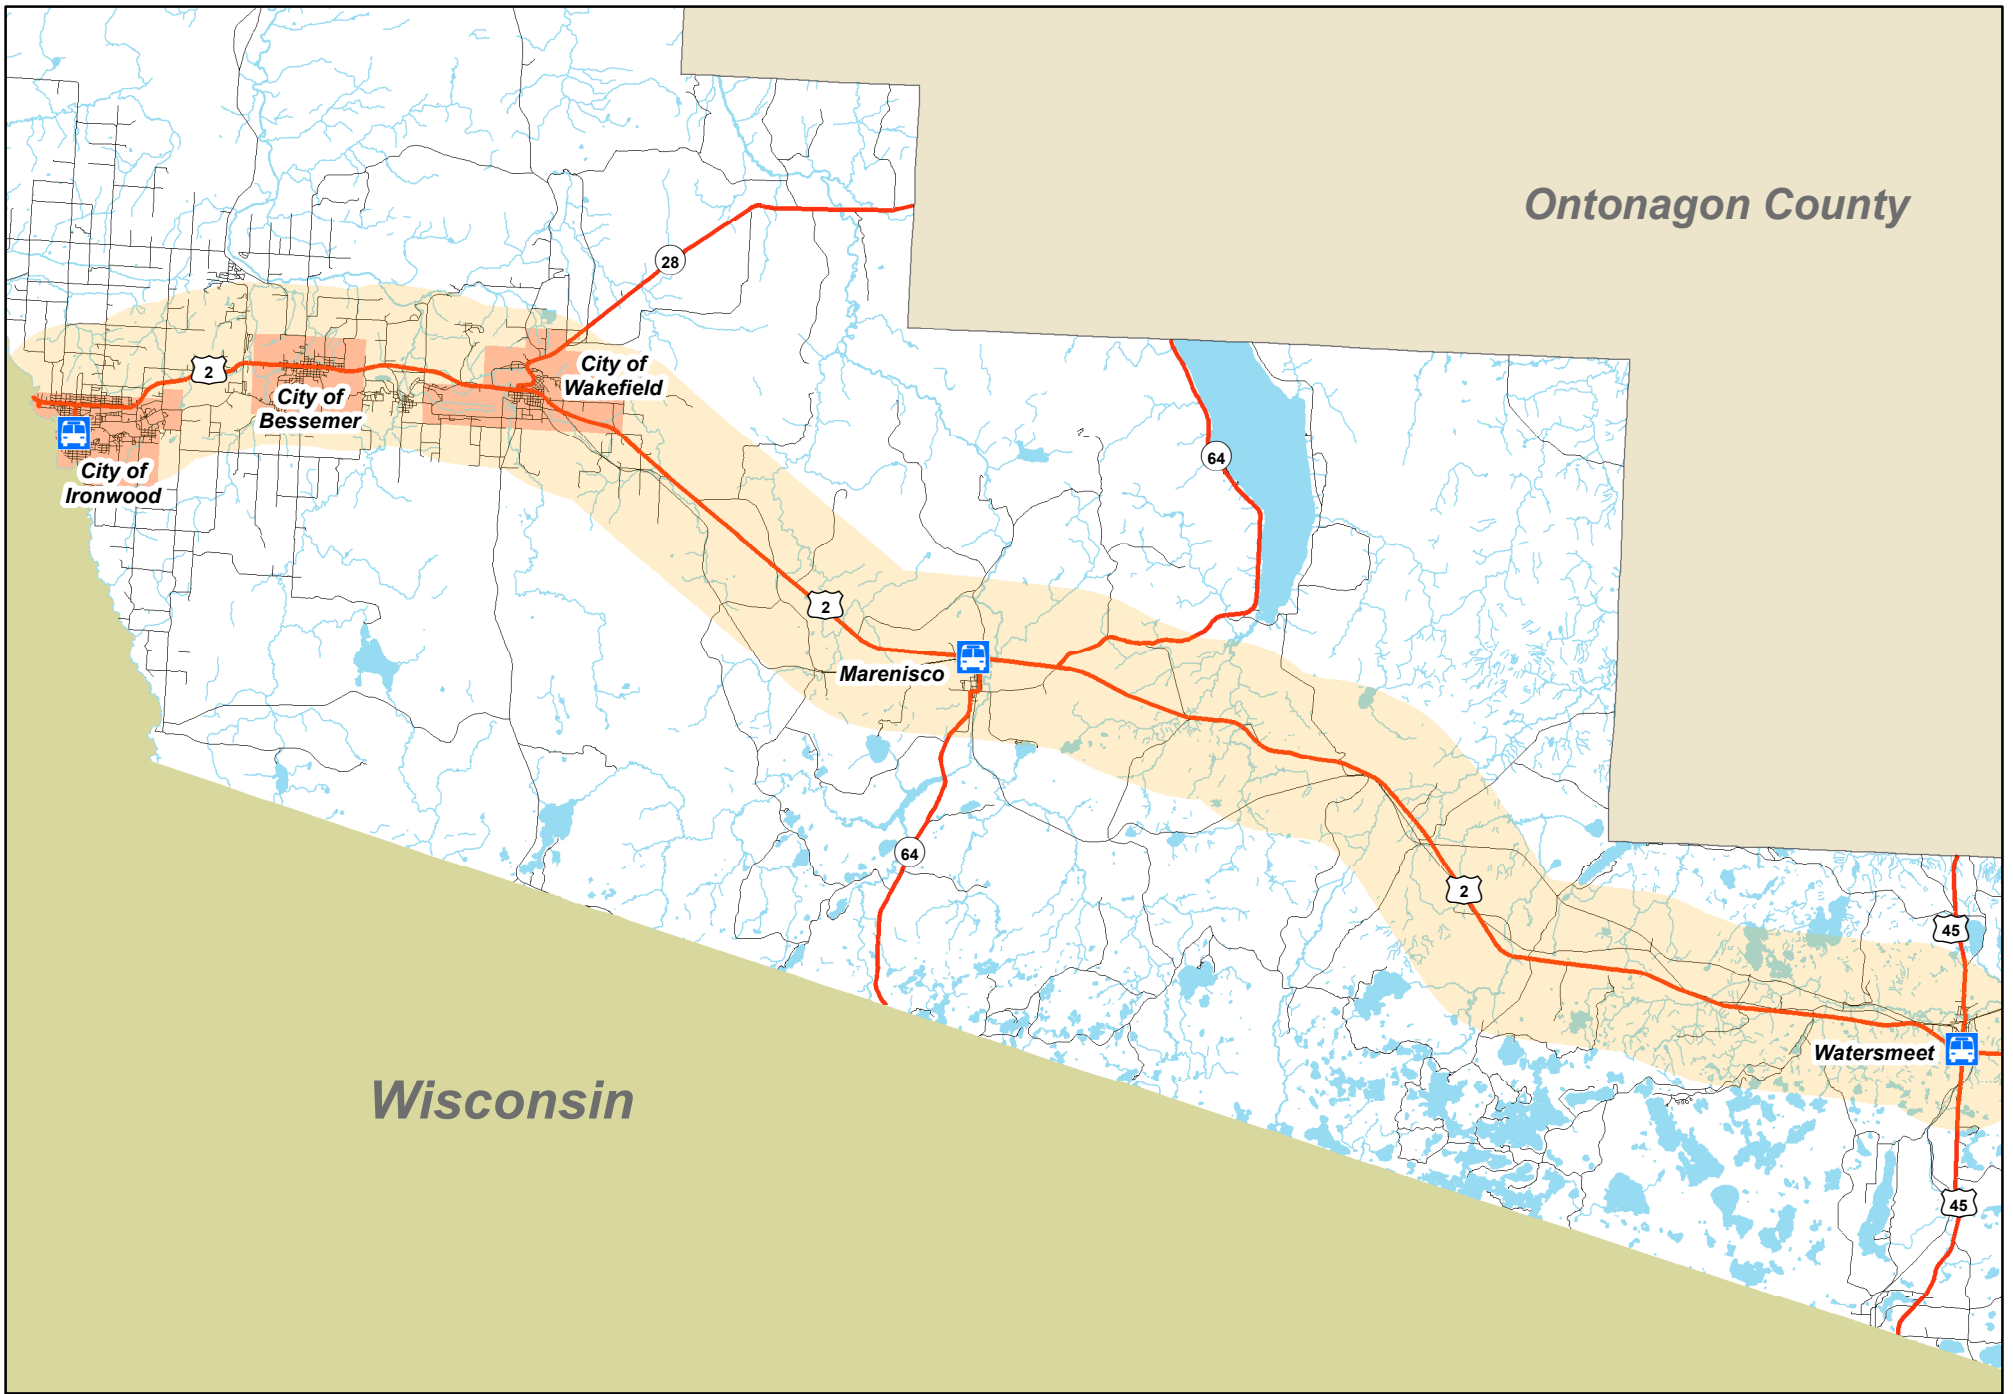 Ontonagon County
28
2
City of
Wakefield
City of
Bessemer
City of
Ironwood
64
2
Marenisco
64
2
45
Watersmeet
Wisconsin
45